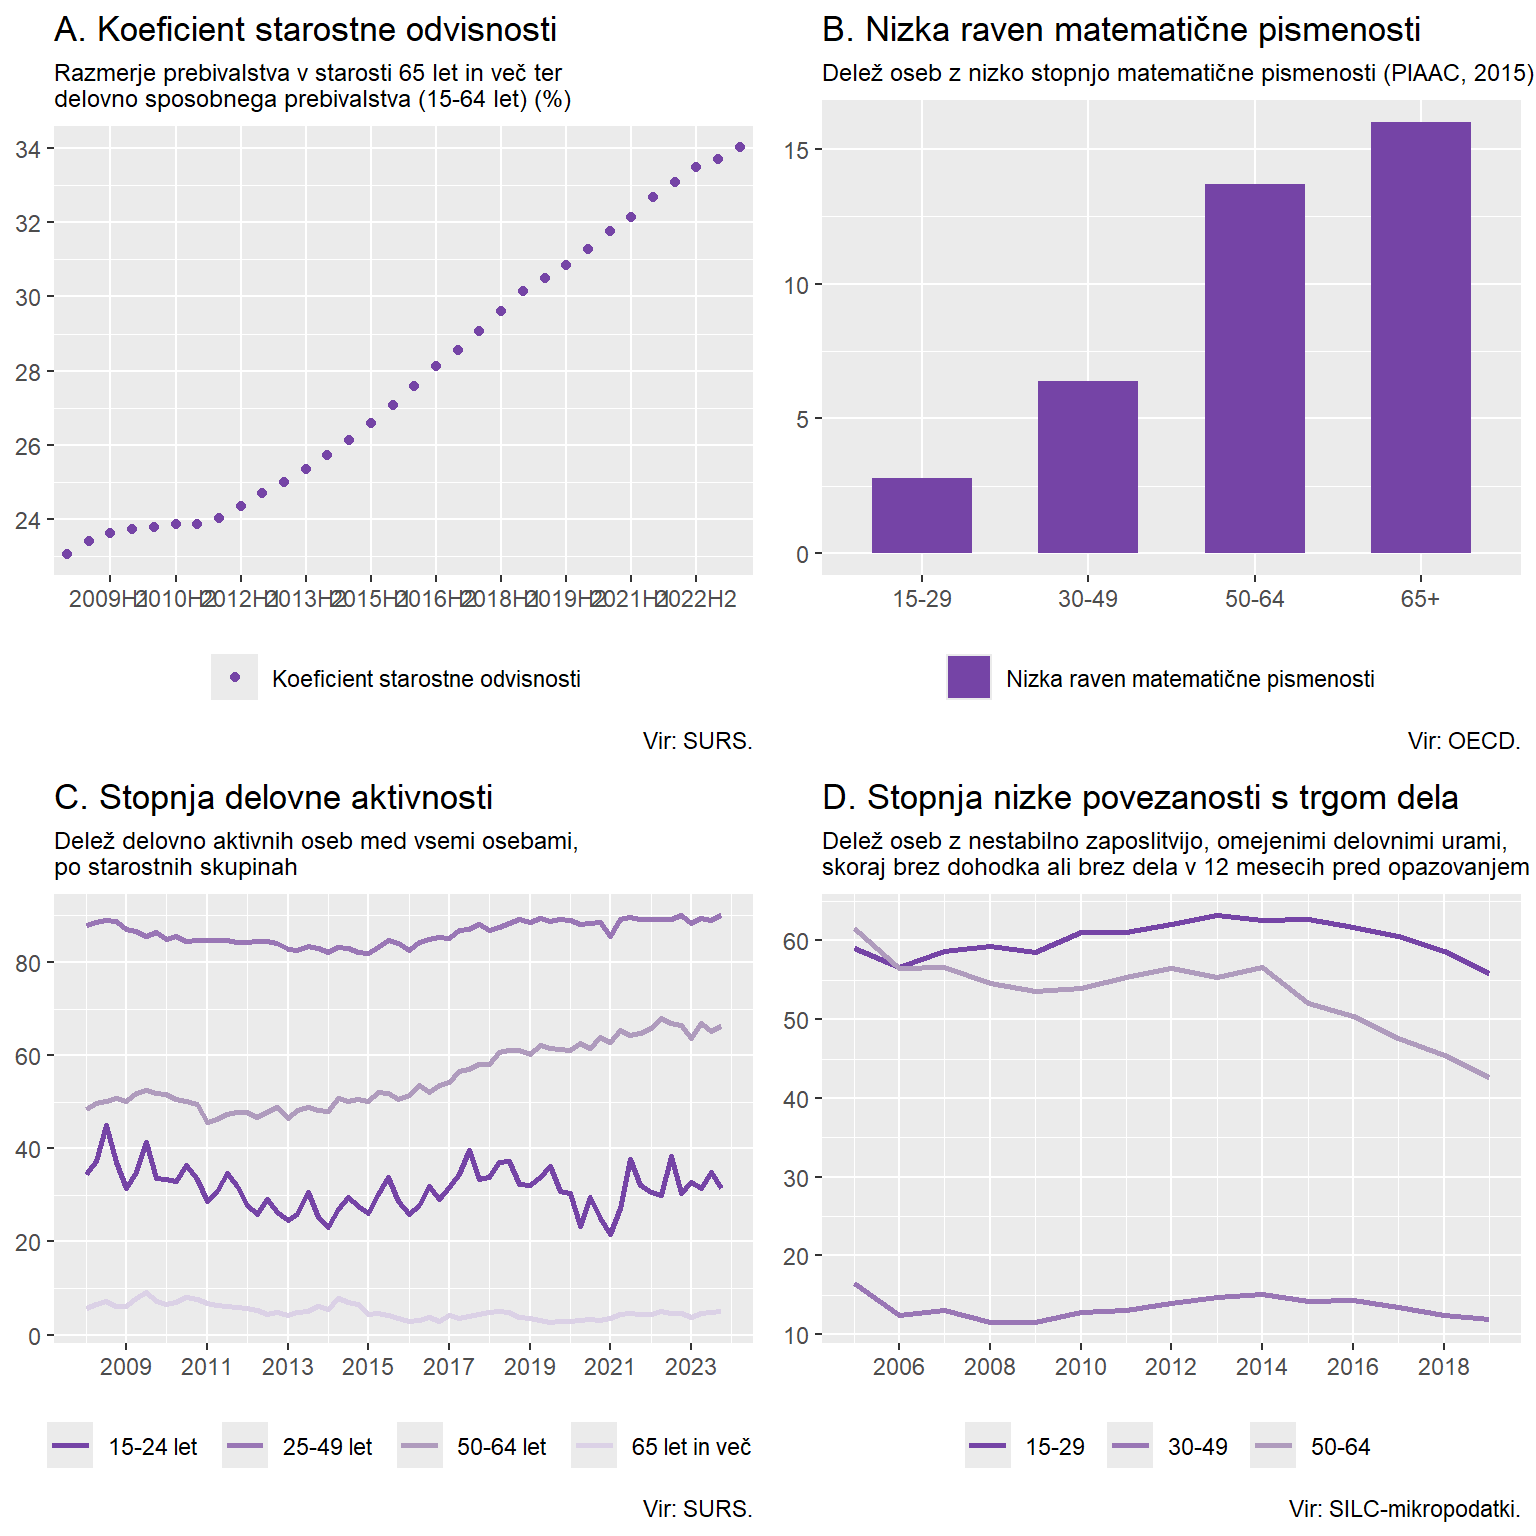 A. Koeficient starostne odvisnosti
Razmerje prebivalstva v starosti 65 let in več ter
delovno sposobnega prebivalstva (15-64 let) (%)
34
32
30
28
26
24
2009H1 2010H2 2012H1 2013H2 2015H1 2016H2 2018H1 2019H2 2021H1 2022H2
Koeficient starostne odvisnosti
Vir: SURS.
B. Nizka raven matematične pismenosti
Delež oseb z nizko stopnjo matematične pismenosti (PIAAC, 2015)
15
10
5
0
15-29 30-49 50-64 65+
Nizka raven matematične pismenosti
Vir: OECD.
C. Stopnja delovne aktivnosti
Delež delovno aktivnih oseb med vsemi osebami,
po starostnih skupinah
80
60
40
20
0
2009 2011 2013 2015 2017 2019 2021 2023
15-24 let 25-49 let 50-64 let 65 let in več
Vir: SURS.
D. Stopnja nizke povezanosti s trgom dela
Delež oseb z nestabilno zaposlitvijo, omejenimi delovnimi urami,
skoraj brez dohodka ali brez dela v 12 mesecih pred opazovanjem
60
50
40
30
20
10
2006 2008 2010 2012 2014 2016 2018
15-29 30-49 50-64
Vir: SILC-mikropodatki.